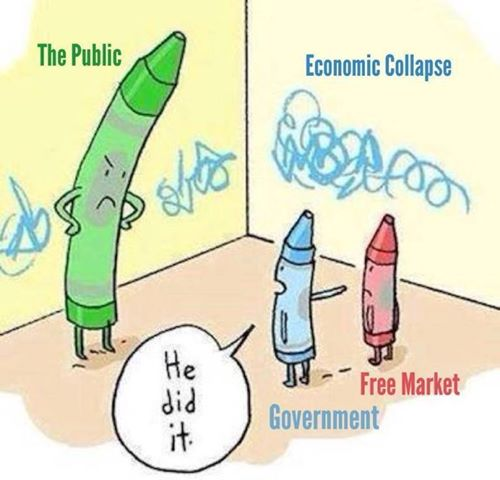 The Public
Economic Collapse
He
did
it.
Free Market
Government